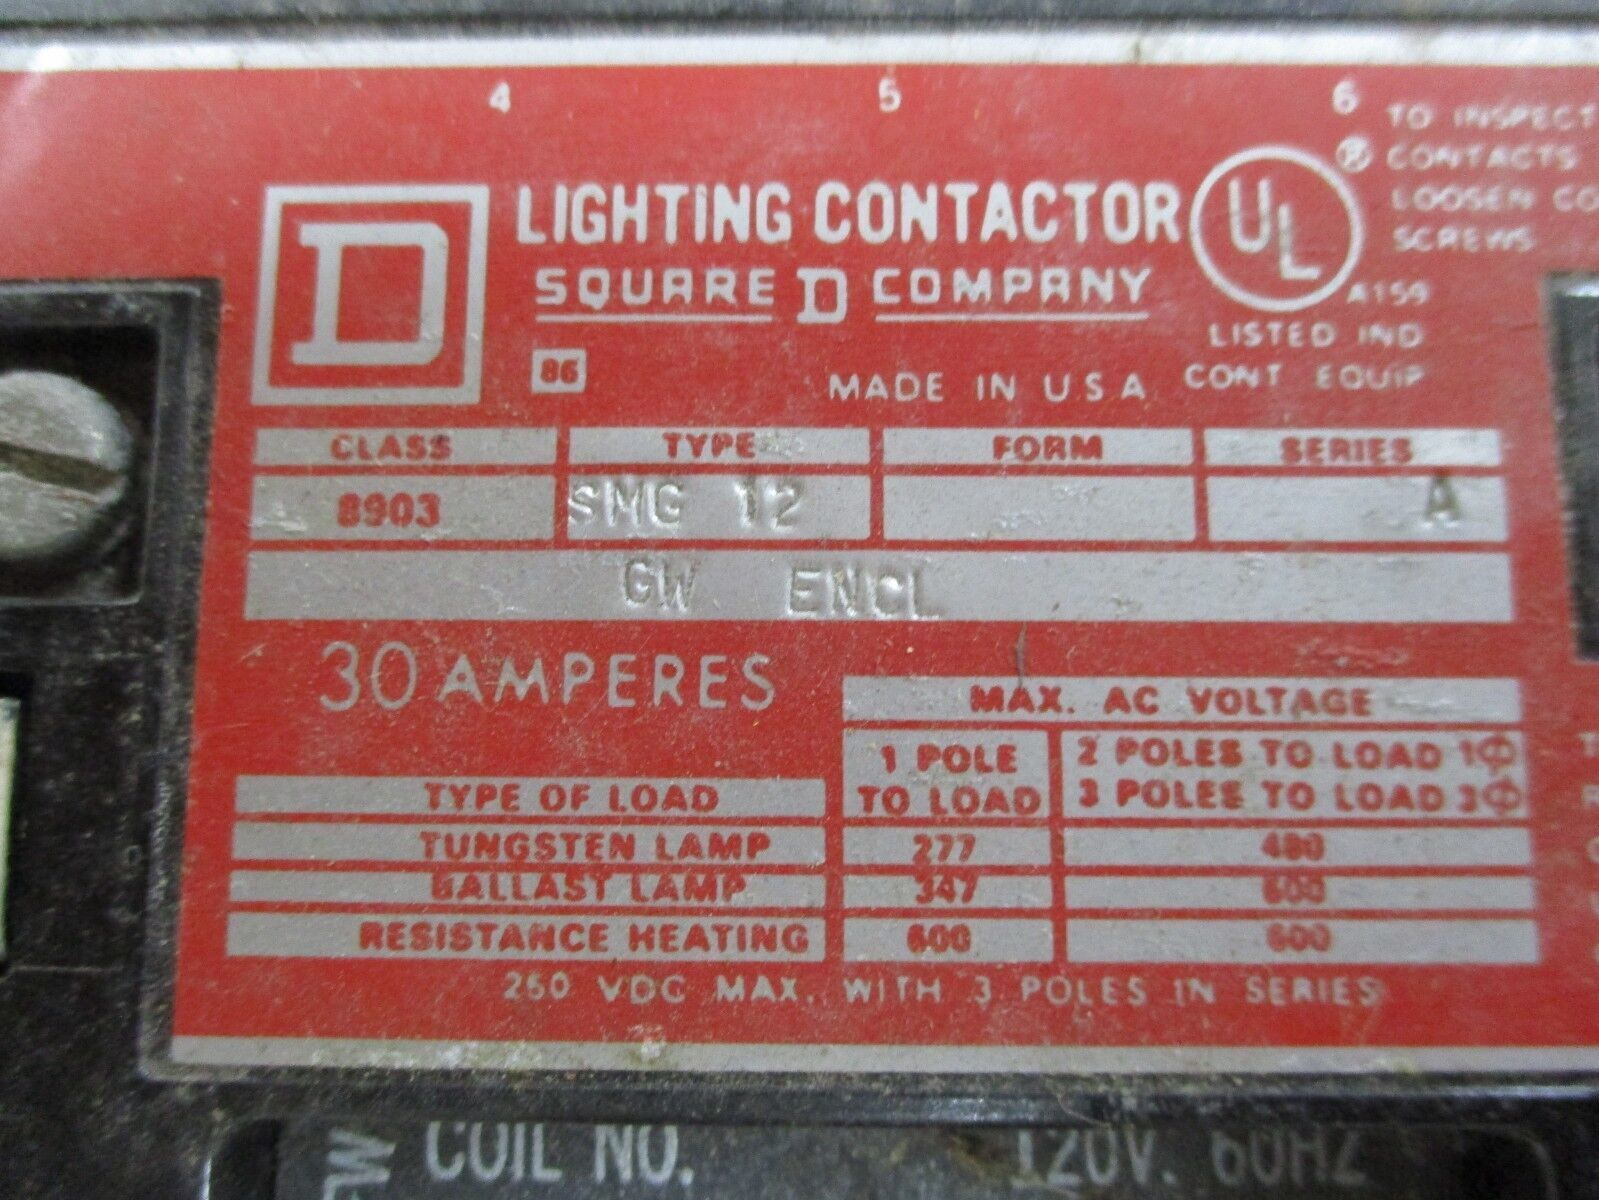 4 5 6
TO INSPECT
CONTACTS
LOOSEN CO
SCREWS
D
LIGHTING CONTACTOR
SQUARE D COMPANY
UL
A159
LISTED IND
CONT EQUIP
86
MADE IN U.S.A.
CLASS TYPE FORM SERIES
8903 SMG 12 A
GW ENCL
30 AMPERES
MAX. AC VOLTAGE
1 POLE TO LOAD
2 POLES TO LOAD 1Φ
3 POLES TO LOAD 3Φ
TYPE OF LOAD
TUNGSTEN LAMP 277 480
BALLAST LAMP 347 600
RESISTANCE HEATING 600 600
250 VDC MAX. WITH 3 POLES IN SERIES
COIL NO. 120V. 60HZ